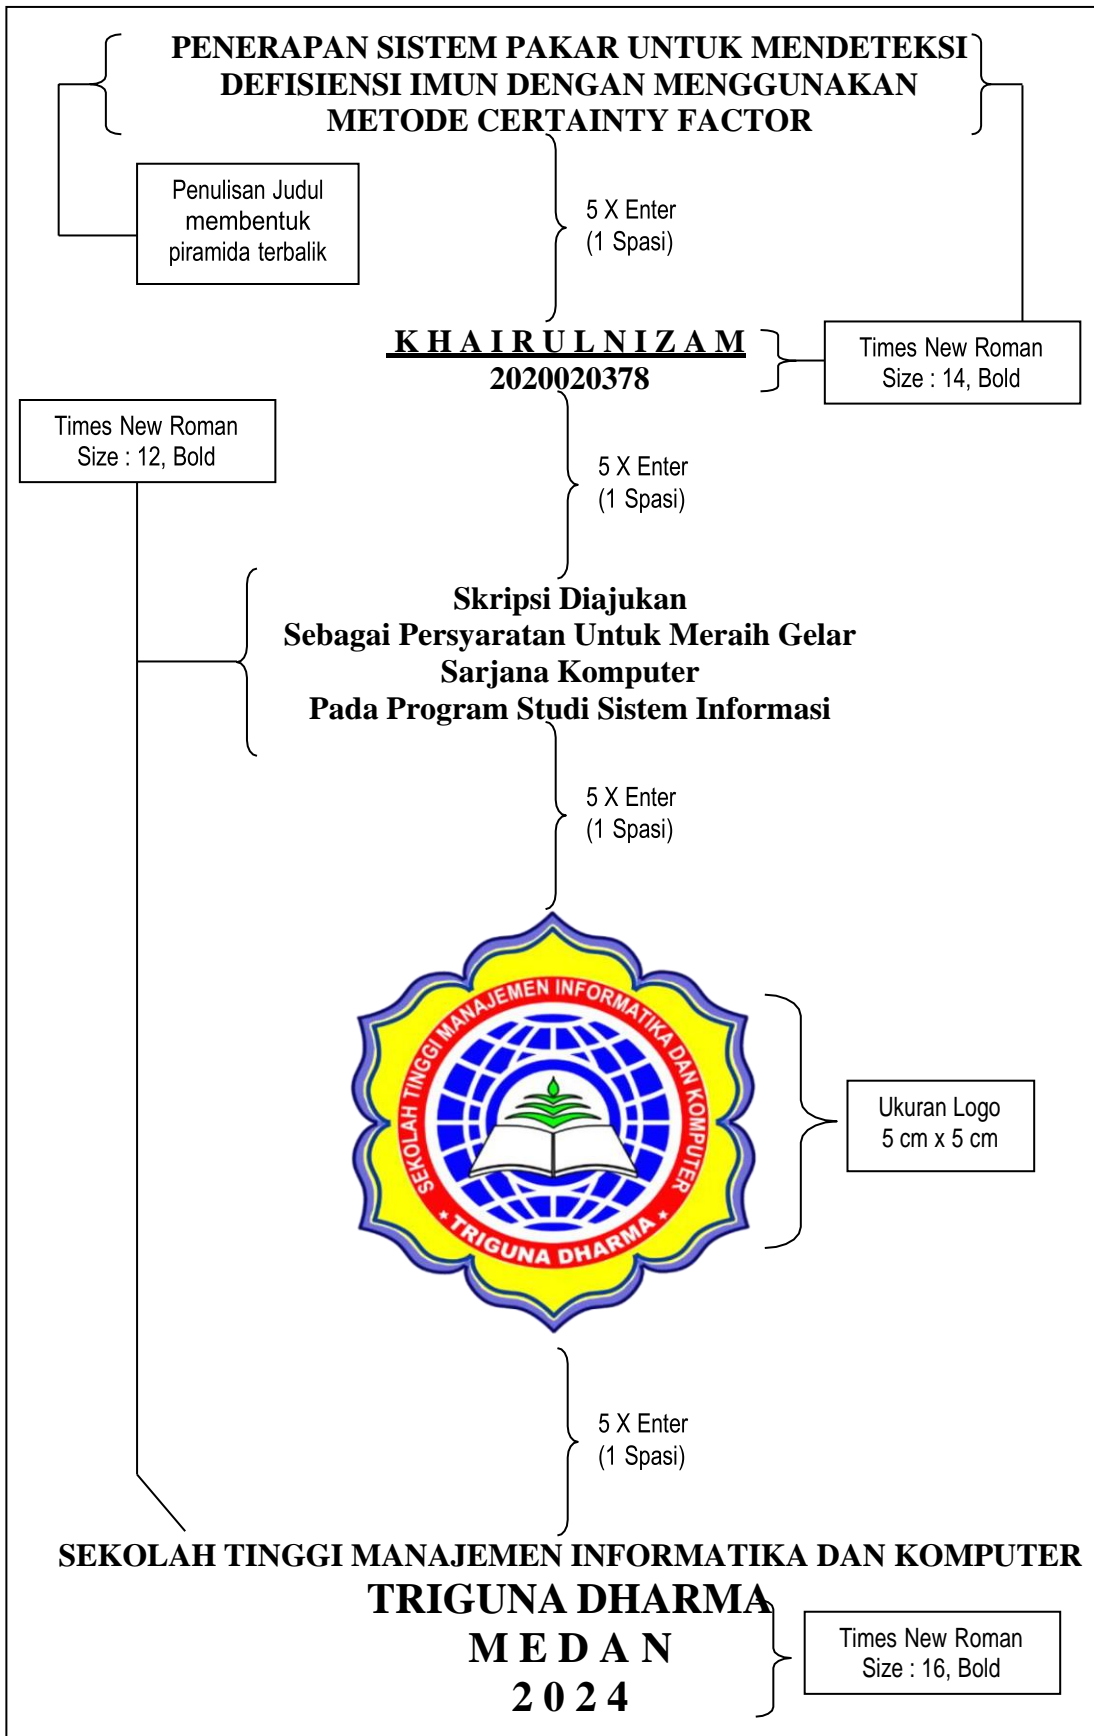 PENERAPAN SISTEM PAKAR UNTUK MENDETEKSI
DEFISIENSI IMUN DENGAN MENGGUNAKAN
METODE CERTAINTY FACTOR
Penulisan Judul
membentuk
piramida terbalik
5 X Enter
(1 Spasi)
K H A I R U L N I Z A M
2020020378
Times New Roman
Size : 14, Bold
Times New Roman
Size : 12, Bold
5 X Enter
(1 Spasi)
Skripsi Diajukan
Sebagai Persyaratan Untuk Meraih Gelar
Sarjana Komputer
Pada Program Studi Sistem Informasi
5 X Enter
(1 Spasi)
SEKOLAH TINGGI MANAJEMEN INFORMATIKA DAN KOMPUTER
* TRIGUNA DHARMA *
Ukuran Logo
5 cm x 5 cm
5 X Enter
(1 Spasi)
SEKOLAH TINGGI MANAJEMEN INFORMATIKA DAN KOMPUTER
TRIGUNA DHARMA
M E D A N
2 0 2 4
Times New Roman
Size : 16, Bold